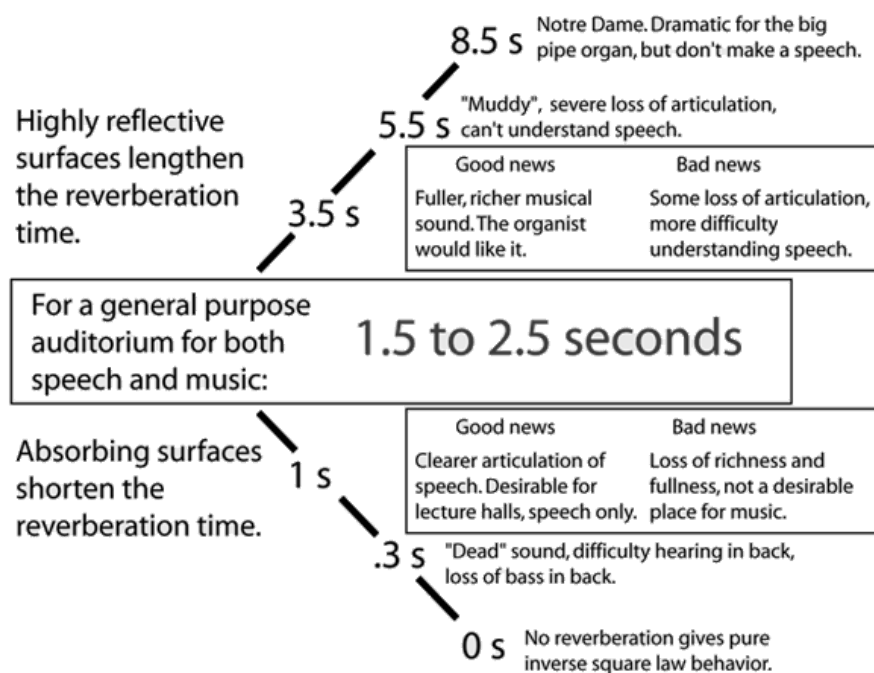 8.5 s
Notre Dame. Dramatic for the big
pipe organ, but don't make a speech.
5.5 s
"Muddy", severe loss of articulation,
can't understand speech.
Highly reflective
surfaces lengthen
the reverberation
time.
3.5 s
Good news
Fuller, richer musical
sound. The organist
would like it.
Bad news
Some loss of articulation,
more difficulty
understanding speech.
For a general purpose
auditorium for both
speech and music:
1.5 to 2.5 seconds
Absorbing surfaces
shorten the
reverberation time.
1 s
Good news
Clearer articulation of
speech. Desirable for
lecture halls, speech only.
Bad news
Loss of richness and
fullness, not a desirable
place for music.
.3 s
"Dead" sound, difficulty hearing in back,
loss of bass in back.
0 s
No reverberation gives pure
inverse square law behavior.